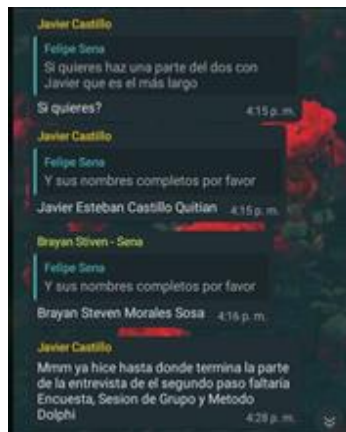 Javier Castillo
Felipe Sena
Si quieres haz una parte del dos con
Javier que es el más largo
Si quieres?
4:15 p. m.
Javier Castillo
Felipe Sena
Y sus nombres completos por favor
Javier Esteban Castillo Quitian
4:15 p. m.
Brayan Stiven - Sena
Felipe Sena
Y sus nombres completos por favor
Brayan Steven Morales Sosa
4:16 p. m.
Javier Castillo
Mmm ya hice hasta donde termina la parte
de la entrevista de el segundo paso faltaría
Encuesta, Sesion de Grupo y Metodo
Dolphi
4:28 p. m.